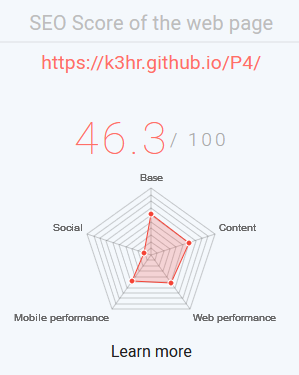 SEO Score of the web page
https://k3hr.github.io/P4/
46.3 / 100
Base
Social
Content
Mobile performance
Web performance
Learn more